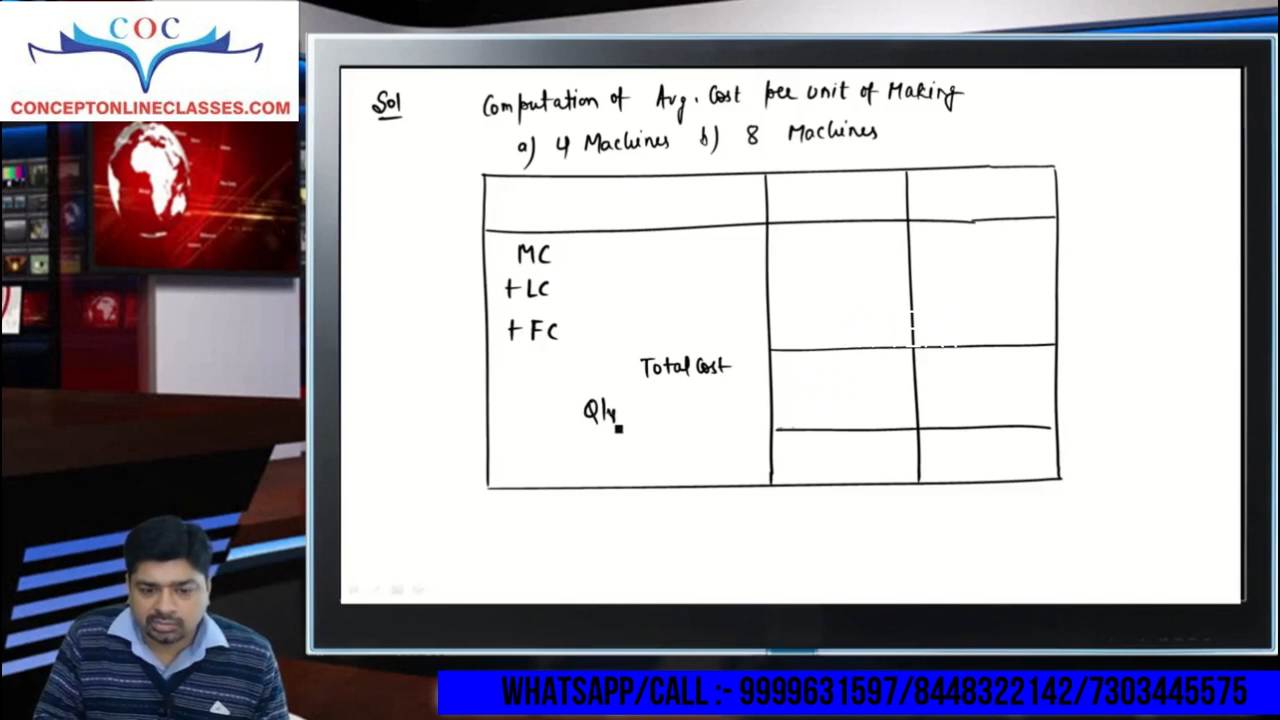 COC
CONCEPTONLINECLASSES.COM
Sol
Computation of Avg. Cost per unit of Making
a) 4 Machines b) 8 Machines
MC
+ LC
+ FC
Total Cost
Qty
WHATSAPP/CALL :- 9999631597/8448322142/7303445575